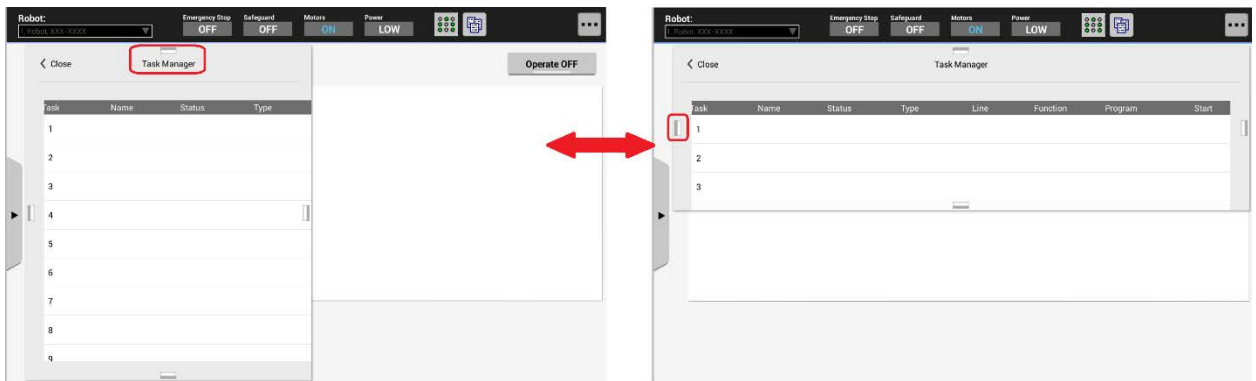 Robot:
1, Robot, XXX-XXXX
Emergency Stop
OFF
Safeguard
OFF
Motors
ON
Power
LOW
Close
Task Manager
Operate OFF
Task Name Status Type
1
2
3
4
5
6
7
8
9
Robot:
1, Robot, XXX-XXXX
Emergency Stop
OFF
Safeguard
OFF
Motors
ON
Power
LOW
Close
Task Manager
Task Name Status Type Line Function Program Start
1
2
3